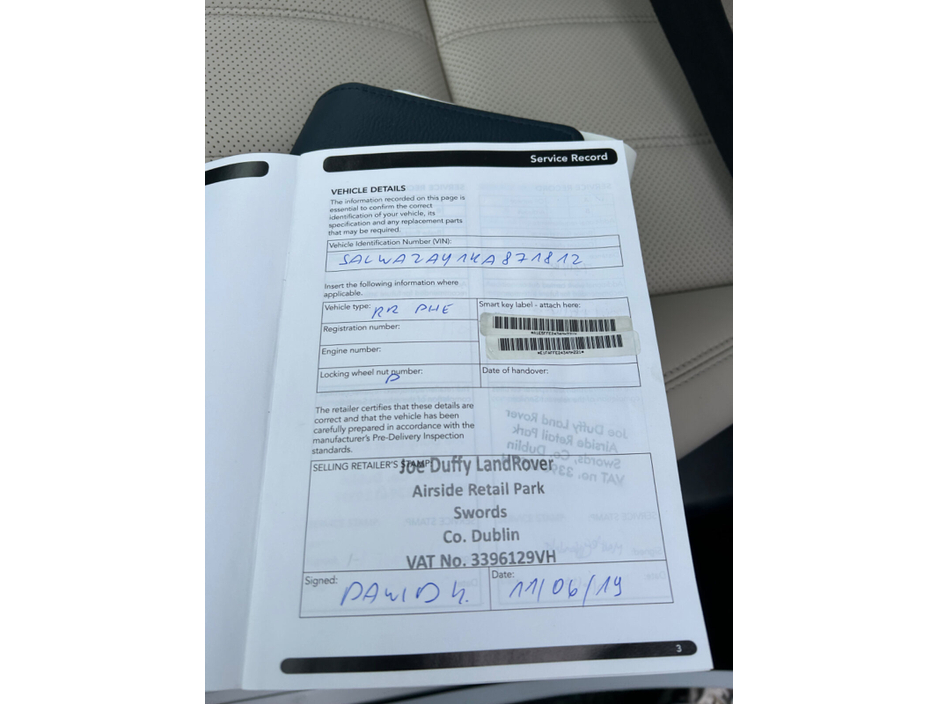 Service Record
VEHICLE DETAILS
The information recorded on this page is
essential to confirm the correct
identification of your vehicle, its
specification and any replacement parts
that may be required.
Vehicle Identification Number (VIN):
SALWA2AY1KA871812
Insert the following information where
applicable.
Vehicle type: RR PHE
Smart key label - attach here:
Registration number:
Engine number:
Locking wheel nut number:
Date of handover:
The retailer certifies that these details are
correct and that the vehicle has been
carefully prepared in accordance with the
manufacturer's Pre-Delivery Inspection
standards.
SELLING RETAILER'S STAMP
Joe Duffy LandRover
Airside Retail Park
Swords
Co. Dublin
VAT No. 3396129VH
Signed: DAWID K.
Date: 11/06/19
3